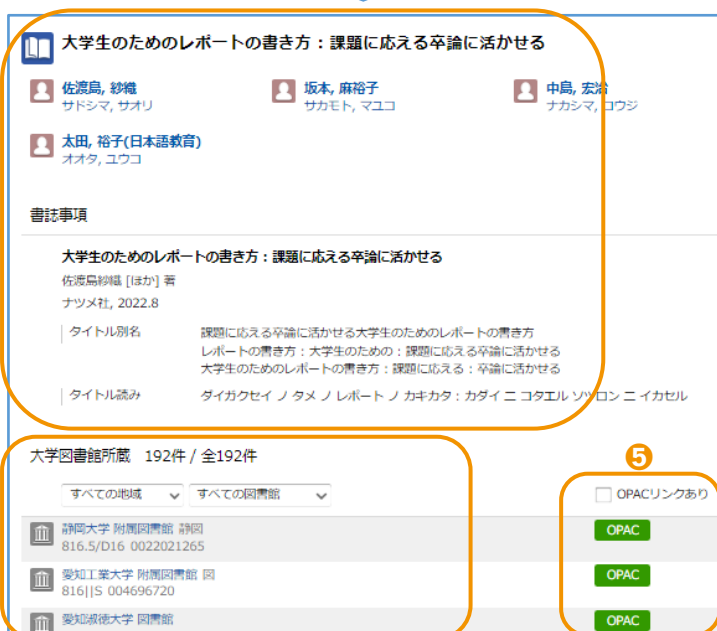 大学生のためのレポートの書き方：課題に応える卒論に活かせる
佐渡島, 紗織 坂本, 麻裕子 中島, 宏治
サドシマ, サオリ サカモト, マユコ ナカシマ, コウジ
太田, 裕子(日本語教育)
オオタ, ユウコ
書誌事項
大学生のためのレポートの書き方：課題に応える卒論に活かせる
佐渡島紗織 [ほか] 著
ナツメ社, 2022.8
タイトル別名 課題に応える卒論に活かせる大学生のためのレポートの書き方
レポートの書き方：大学生のための：課題に応える卒論に活かせる
大学生のためのレポートの書き方：課題に応える：卒論に活かせる
タイトル読み ダイガクセイ ノ タメ ノ レポート ノ カキカタ：カダイ ニ コタエル ソツロン ニ イカセル
大学図書館所蔵 192件 / 全192件
❺
すべての地域 すべての図書館 OPACリンクあり
静岡大学 附属図書館 静図 OPAC
816.5/D16 0022021265
愛知工業大学 附属図書館 図 OPAC
816||S 004696720
愛知淑徳大学 図書館 OPAC